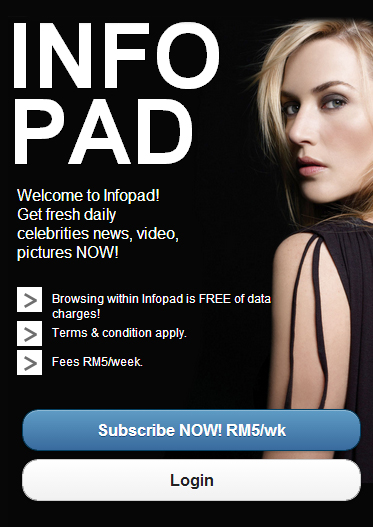 INFO
PAD
Welcome to Infopad!
Get fresh daily
celebrities news, video,
pictures NOW!
Browsing within Infopad is FREE of data
charges!
Terms & condition apply.
Fees RM5/week.
Subscribe NOW! RM5/wk
Login